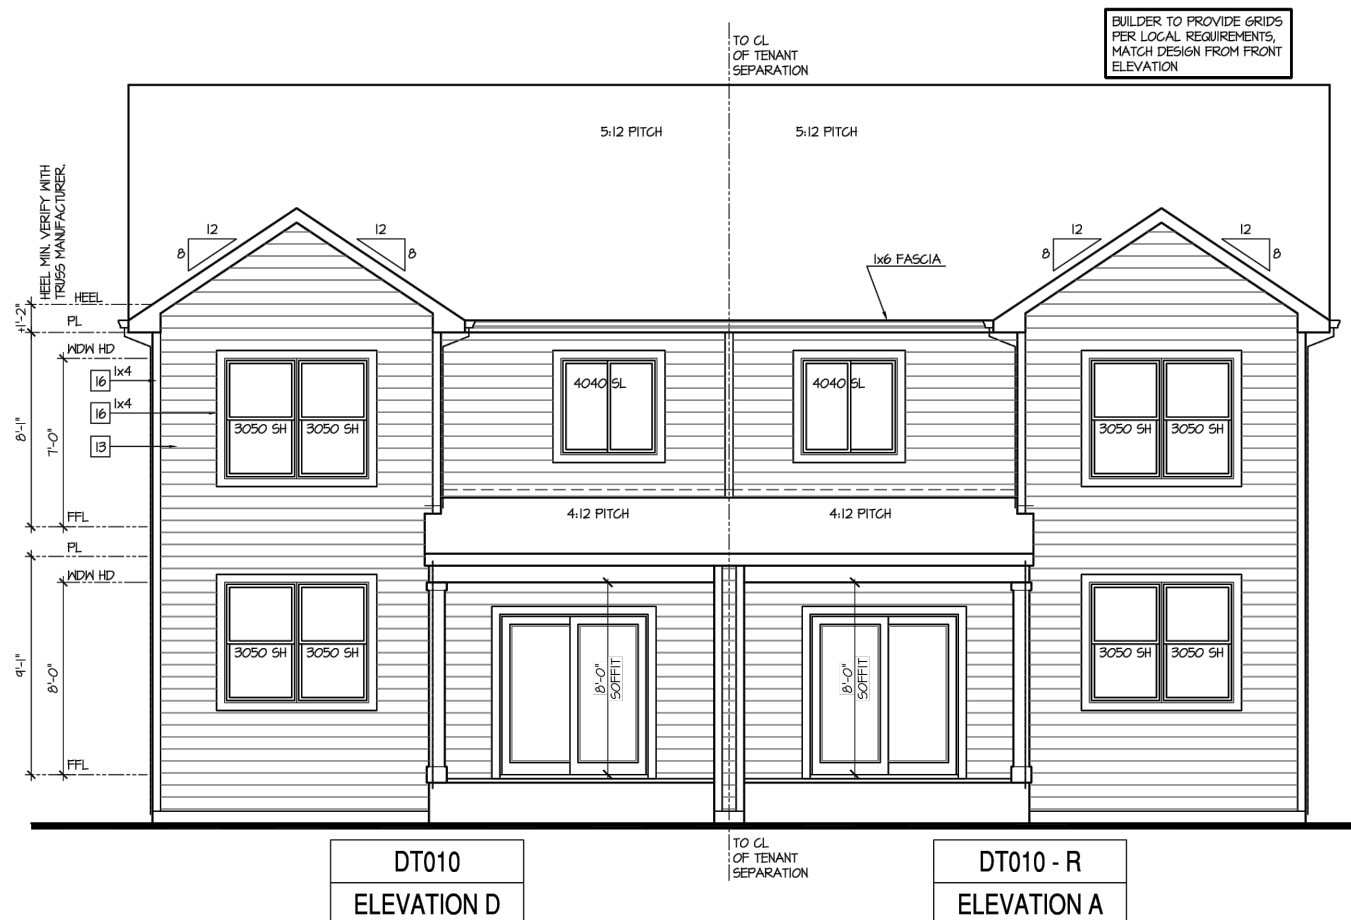 BUILDER TO PROVIDE GRIDS
PER LOCAL REQUIREMENTS,
MATCH DESIGN FROM FRONT
ELEVATION
TO CL
OF TENANT
SEPARATION
5:12 PITCH
5:12 PITCH
HEEL MIN. VERIFY WITH
TRUSS MANUFACTURER.
12
8
12
8
12
8
12
8
1x6 FASCIA
HEEL
±1'-2"
PL
WDW HD
1x4
16
1x4
16
13
8'-1"
7'-0"
3050 SH
3050 SH
4040 SL
4040 SL
3050 SH
3050 SH
FFL
4:12 PITCH
4:12 PITCH
PL
WDW HD
9'-1"
8'-0"
3050 SH
3050 SH
8'-0"
SOFFIT
8'-0"
SOFFIT
3050 SH
3050 SH
FFL
TO CL
OF TENANT
SEPARATION
DT010
ELEVATION D
DT010 - R
ELEVATION A